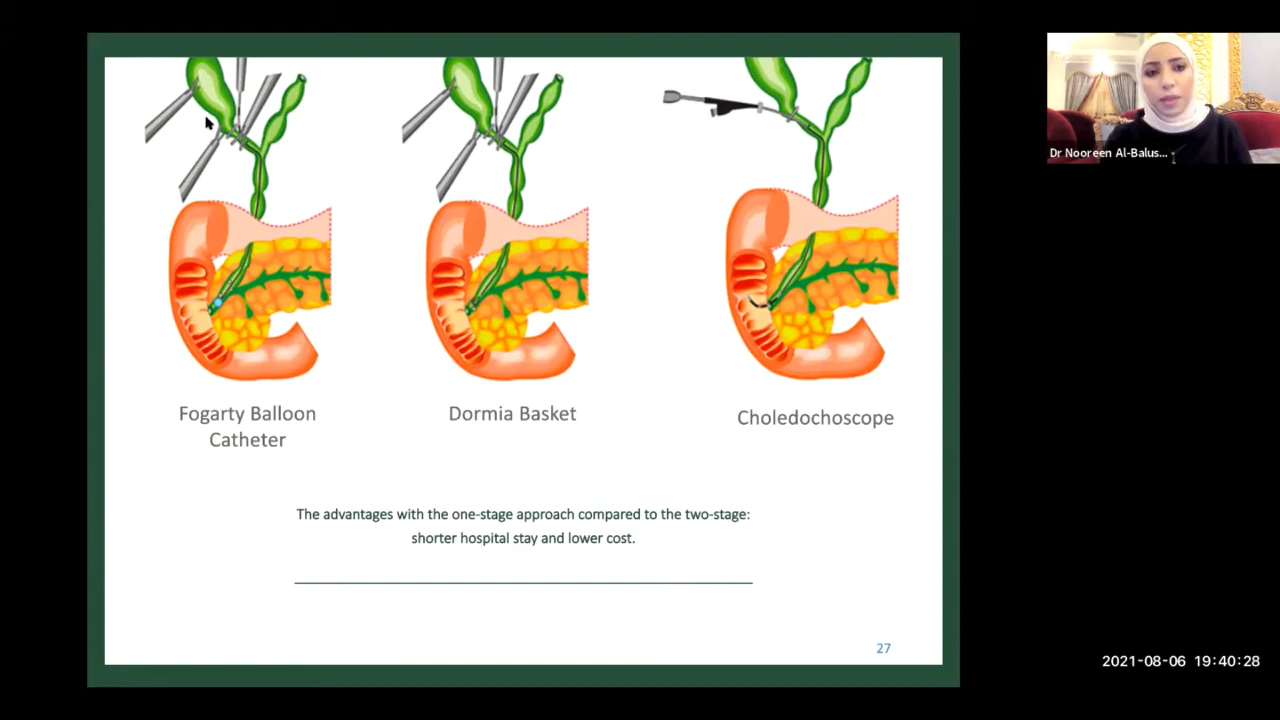 Dr Nooreen Al-Balus...
Fogarty Balloon
Catheter
Dormia Basket
Choledochoscope
The advantages with the one-stage approach compared to the two-stage:
shorter hospital stay and lower cost.
27
2021-08-06 19:40:28